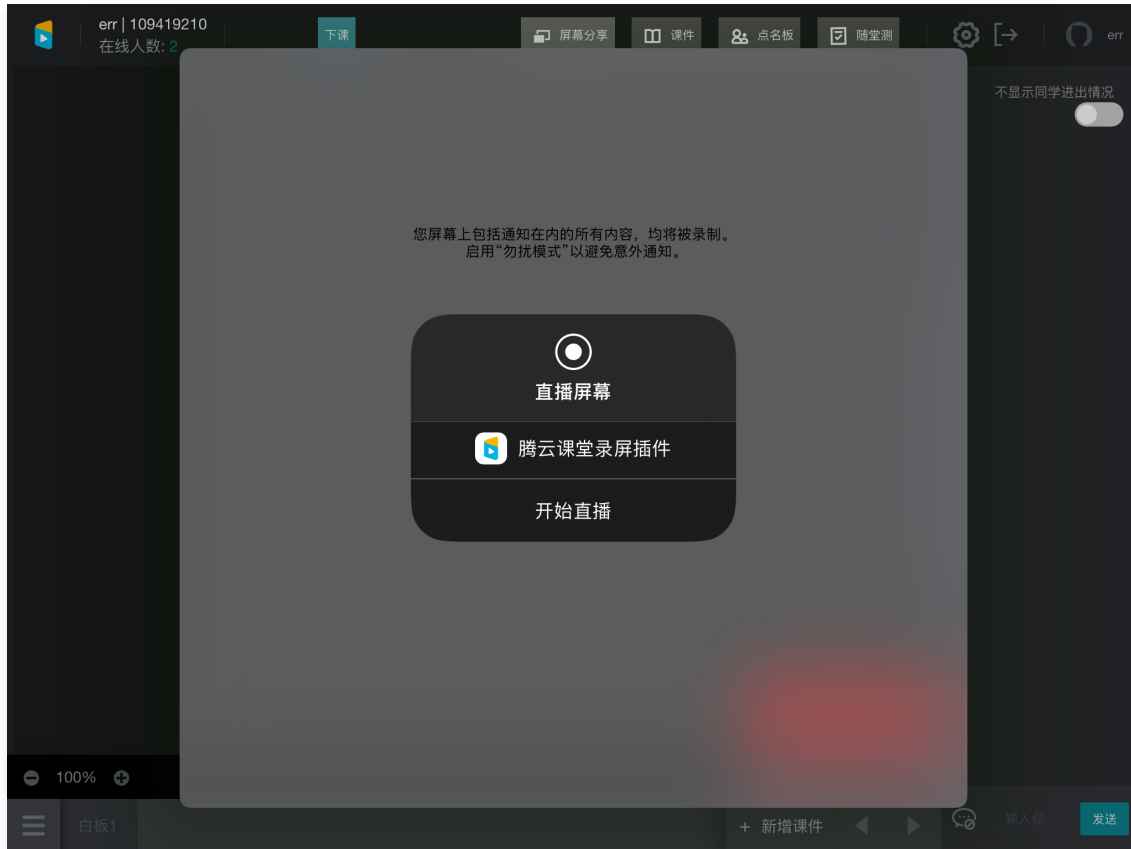 err | 109419210
在线人数: 2
下课
屏幕分享
课件
点名板
随堂测
err
不显示同学进出情况
您屏幕上包括通知在内的所有内容，均将被录制。
启用“勿扰模式”以避免意外通知。
直播屏幕
腾云课堂录屏插件
开始直播
100%
白板1
+ 新增课件
输入你
发送